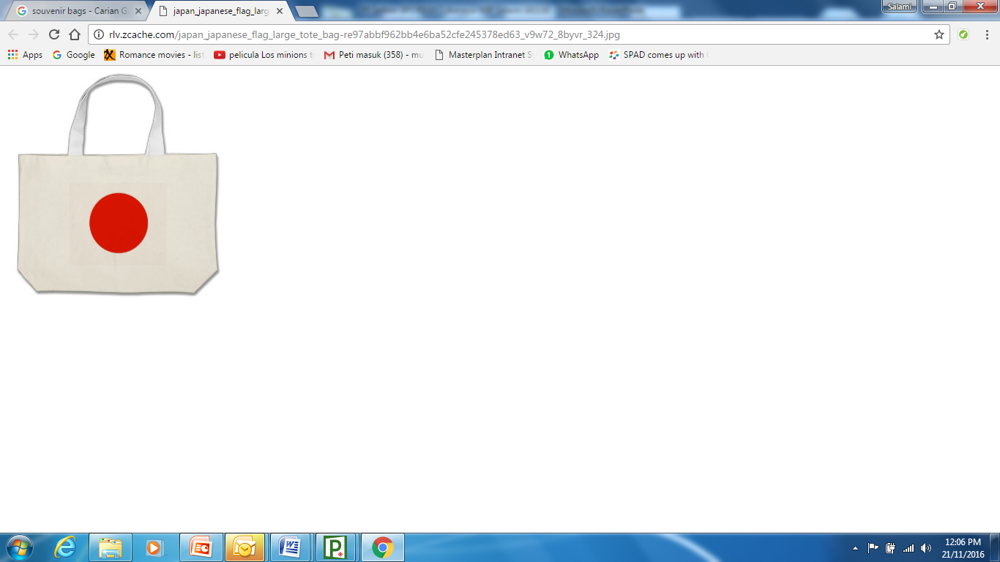 souvenir bags - Carian G
japan_japanese_flag_larg
Salami
rlv.zcache.com/japan_japanese_flag_large_tote_bag-re97abbf962bb4e6ba52cfe245378ed63_v9w72_8byvr_324.jpg
Apps Google Romance movies - list pelicula Los minions t Peti masuk (358) - mu Masterplan Intranet S WhatsApp SPAD comes up with
12:06 PM
21/11/2016